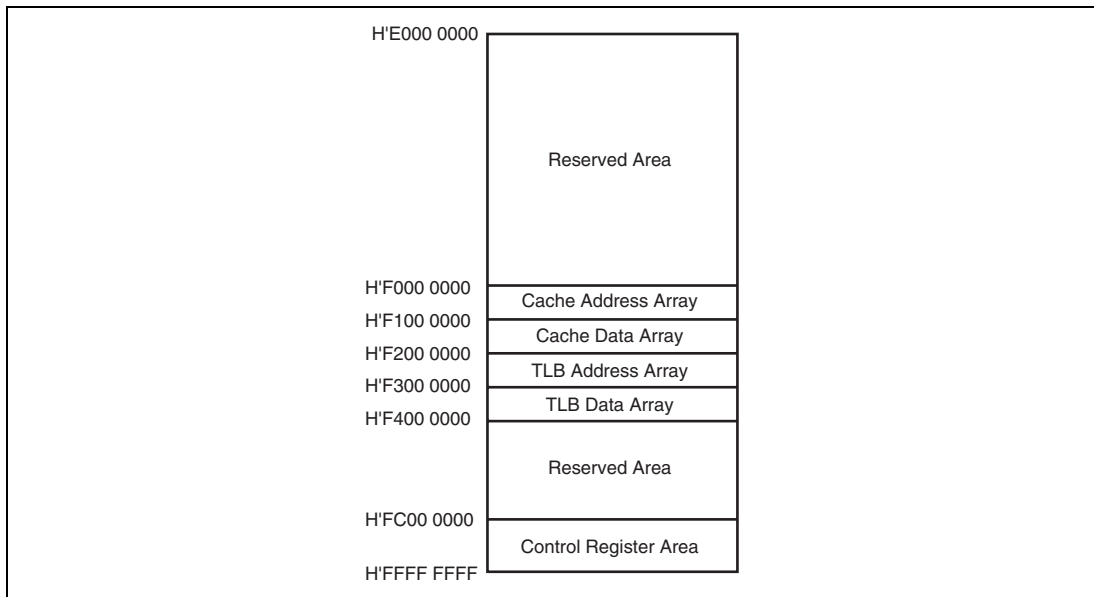 H'E000 0000
Reserved Area
H'F000 0000
Cache Address Array
H'F100 0000
Cache Data Array
H'F200 0000
TLB Address Array
H'F300 0000
TLB Data Array
H'F400 0000
Reserved Area
H'FC00 0000
Control Register Area
H'FFFF FFFF